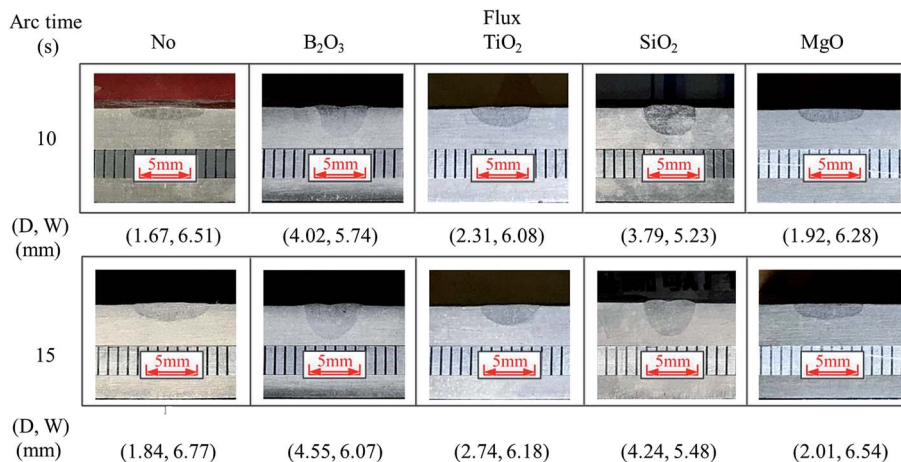 Arc time
(s)
Flux
No B₂O₃ TiO₂ SiO₂ MgO
10
5mm 5mm 5mm 5mm 5mm
(D, W)
(mm)
(1.67, 6.51) (4.02, 5.74) (2.31, 6.08) (3.79, 5.23) (1.92, 6.28)
15
5mm 5mm 5mm 5mm 5mm
(D, W)
(mm)
(1.84, 6.77) (4.55, 6.07) (2.74, 6.18) (4.24, 5.48) (2.01, 6.54)